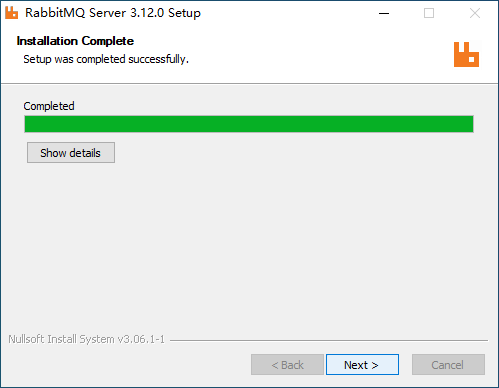 RabbitMQ Server 3.12.0 Setup
Installation Complete
Setup was completed successfully.
Completed
Show details
Nullsoft Install System v3.06.1-1
< Back
Next >
Cancel